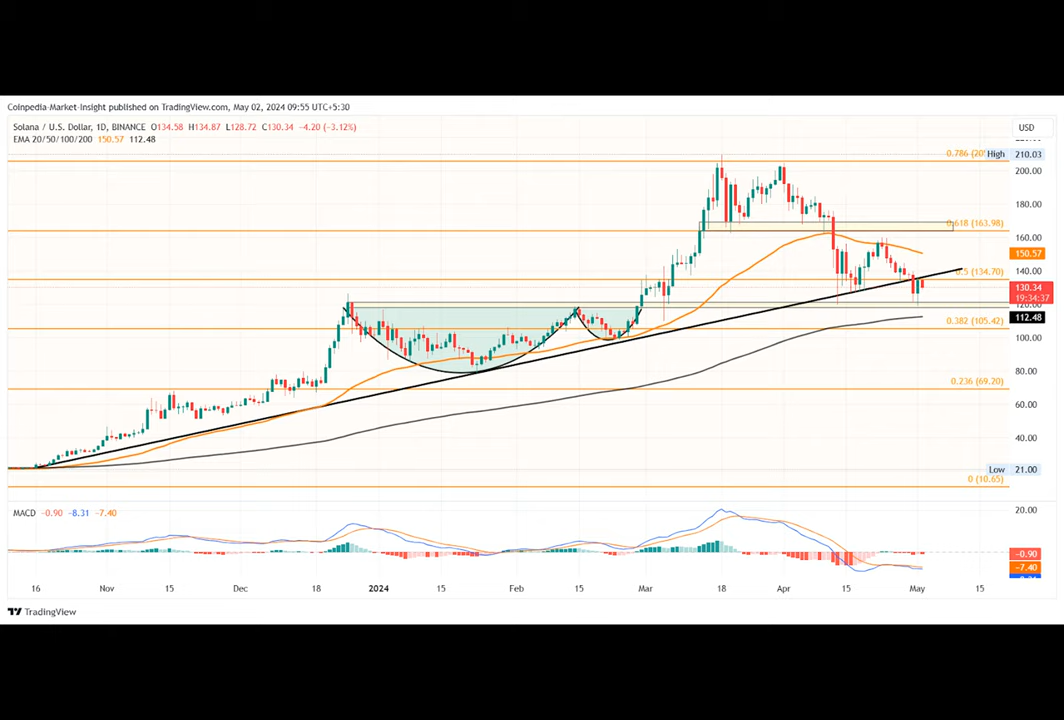 Coinpedia-Market-Insight published on TradingView.com, May 02, 2024 09:55 UTC+5:30
Solana / U.S. Dollar, 1D, BINANCE O134.58 H134.87 L128.72 C130.34 -4.20 (-3.12%)
USD
EMA 20/50/100/200 150.57 112.48
0.786 (20
High 210.03
200.00
180.00
0.618 (163.98)
160.00
150.57
0.5 (134.70)
140.00
130.34
19:34:37
112.48
0.382 (105.42)
100.00
80.00
0.236 (69.20)
60.00
40.00
Low 21.00
0 (10.65)
MACD -0.90 -8.31 -7.40
20.00
-0.90
-7.40
16 Nov 15 Dec 18 2024 15 Feb 15 Mar 18 Apr 15 May 15
TradingView